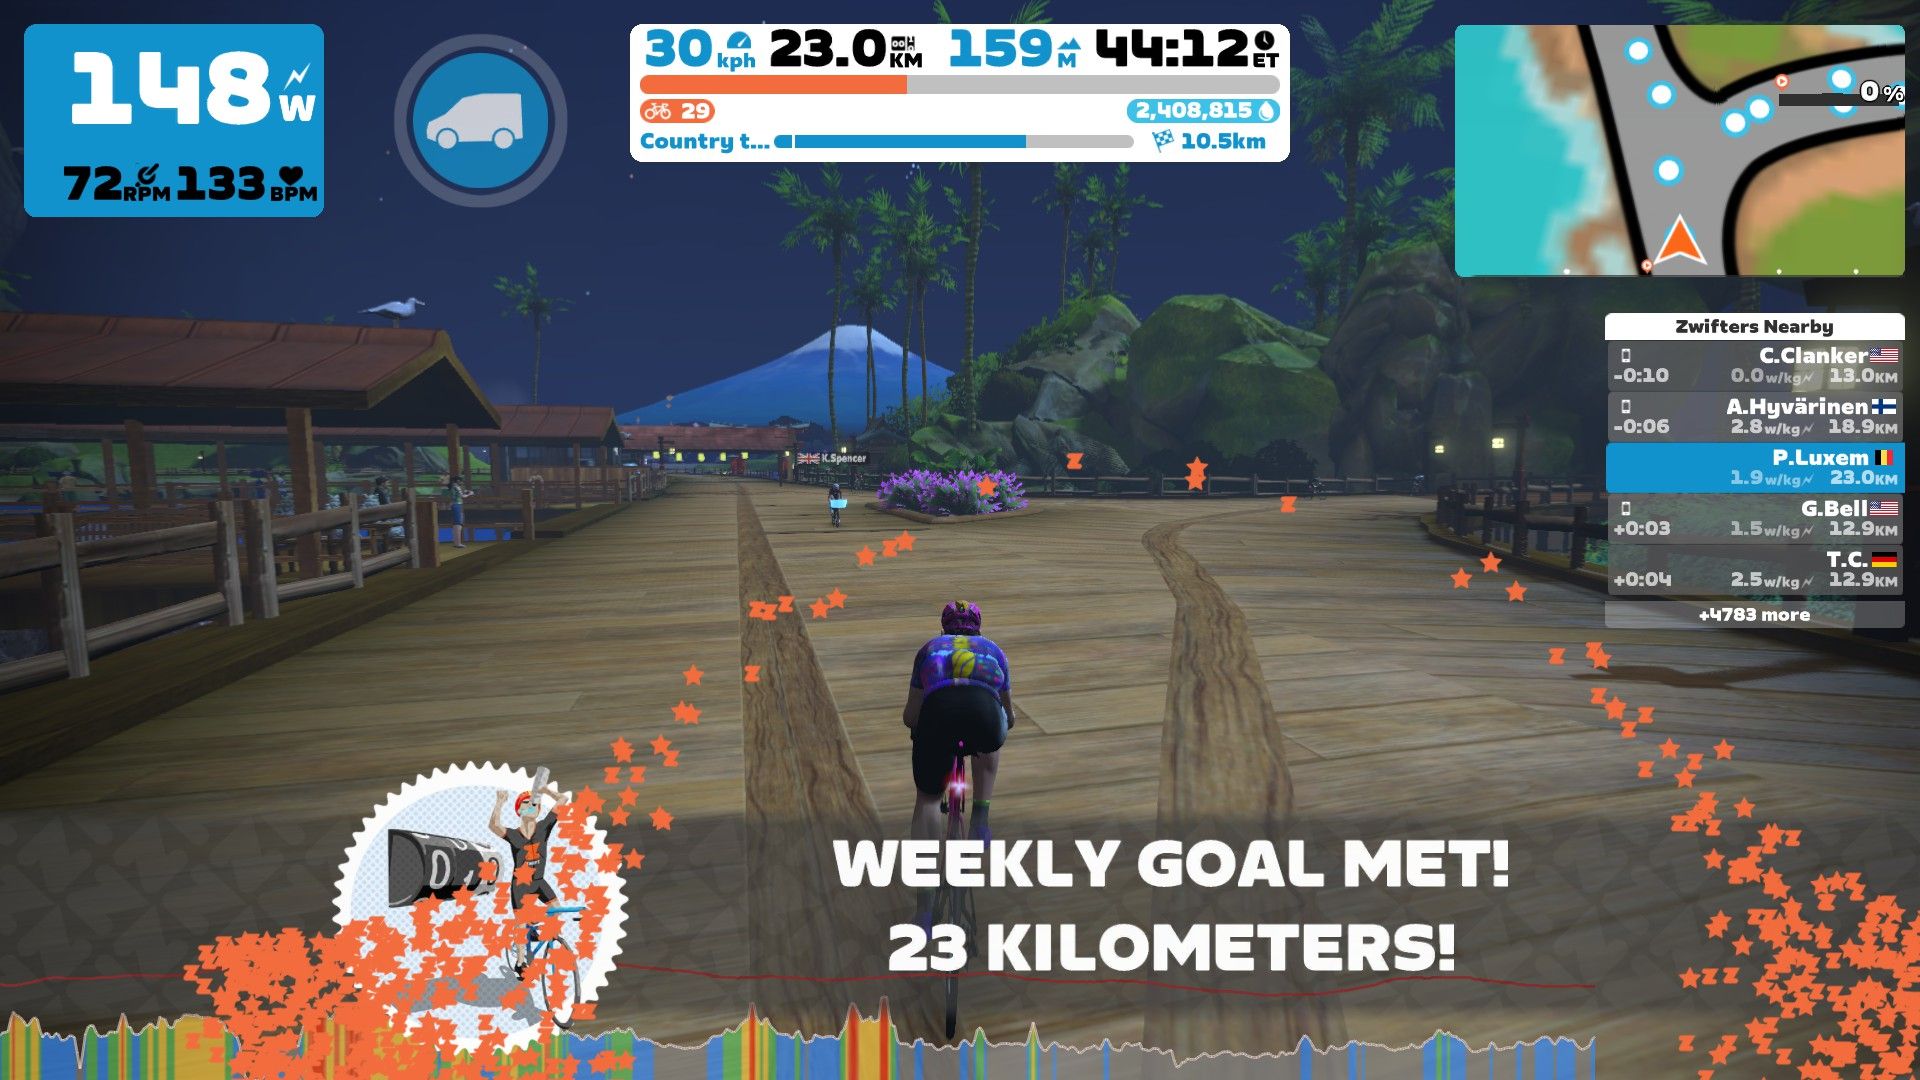 148 W
72 RPM 133 BPM
30 kph 23.0 KM 159 M 44:12 ET
29
2,408,815
Country t...
10.5km
0%
Zwifters Nearby
C.Clanker
-0:10 0.0 w/kg 13.0 KM
A.Hyvärinen
-0:06 2.8 w/kg 18.9 KM
P.Luxem
1.9 w/kg 23.0 KM
G.Bell
+0:03 1.5 w/kg 12.9 KM
T.C.
+0:04 2.5 w/kg 12.9 KM
+4783 more
K.Spencer
WEEKLY GOAL MET!
23 KILOMETERS!